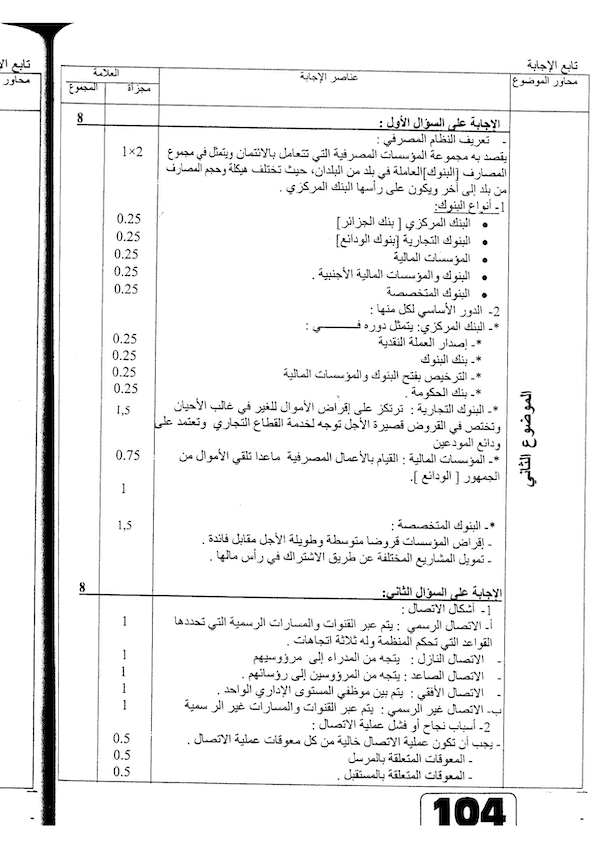 تابع الإجابة
محاور الموضوع
عناصر الإجابة
العلامة
مجزأة
المجموع
الموضوع الثاني
الإجابة على السؤال الأول :
8
- تعريف النظام المصرفي :
يقصد به مجموعة المؤسسات المصرفية التي تتعامل بالائتمان ويتمثل في مجموع
1×2
المصارف [البنوك]العاملة في بلد من البلدان، حيث تختلف هيكلة وحجم المصارف
من بلد إلى آخر ويكون على رأسها البنك المركزي .
1- أنواع البنوك:
• البنك المركزي [ بنك الجزائر]
0.25
• البنوك التجارية [بنوك الودائع]
0.25
• المؤسسات المالية
0.25
• البنوك والمؤسسات المالية الأجنبية .
0.25
• البنوك المتخصصة
0.25
2- الدور الأساسي لكل منها :
*- البنك المركزي: يتمثل دوره فـــــــي :
*- إصدار العملة النقدية
0.25
*- بنك البنوك
0.25
*- الترخيص بفتح البنوك والمؤسسات المالية
0.25
*- بنك الحكومة .
0.25
*- البنوك التجارية : ترتكز على إقراض الأموال للغير في غالب الأحيان
1,5
وتختص في القروض قصيرة الأجل توجه لخدمة القطاع التجاري وتعتمد على
ودائع المودعين
*- المؤسسات المالية : القيام بالأعمال المصرفية ماعدا تلقي الأموال من
0.75
الجمهور [ الودائع ].
1
*- البنوك المتخصصة :
1,5
- إقراض المؤسسات قروضا متوسطة وطويلة الأجل مقابل فائدة .
- تمويل المشاريع المختلفة عن طريق الاشتراك في رأس مالها .
الإجابة على السؤال الثاني:
8
1- أشكال الاتصال :
أ- الاتصال الرسمي : يتم عبر القنوات والمسارات الرسمية التي تحددها
1
القواعد التي تحكم المنظمة وله ثلاثة اتجاهات .
- الاتصال النازل : يتجه من المدراء إلى مرؤوسيهم
1
- الاتصال الصاعد : يتجه من المرؤوسين إلى رؤسائهم .
1
- الاتصال الأفقي : يتم بين موظفي المستوى الإداري الواحد .
1
ب- الاتصال غير الرسمي : يتم عبر القنوات والمسارات غير الرسمية
1
2- أسباب نجاح أو فشل عملية الاتصال :
- يجب أن تكون عملية الاتصال خالية من كل معوقات عملية الاتصال .
0.5
- المعوقات المتعلقة بالمرسل
0.5
- المعوقات المتعلقة بالمستقبل .
0.5
104
تابع
محاور